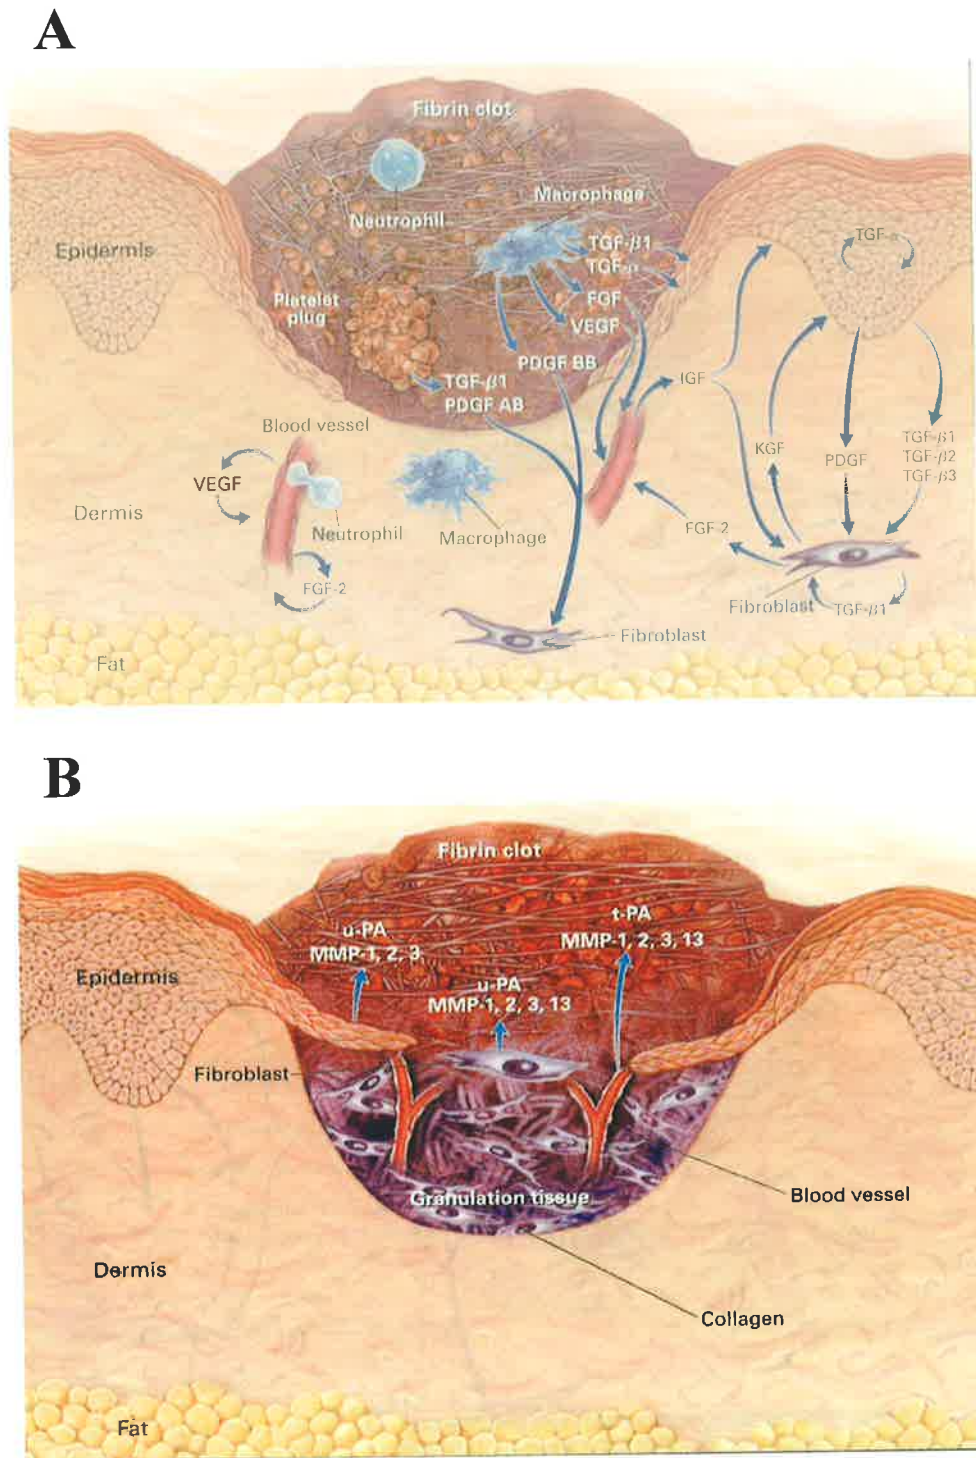 A
Fibrin clot
Macrophage
Neutrophil
TGF-β1
TGF-α
Epidermis
TGF-α
Platelet
plug
FGF
VEGF
PDGF BB
TGF-β1
PDGF AB
IGF
Blood vessel
KGF
PDGF
TGF-β1
TGF-β2
TGF-β3
VEGF
Dermis
Neutrophil
Macrophage
FGF-2
FGF-2
Fibroblast
TGF-β1
Fibroblast
Fat
B
Fibrin clot
u-PA
MMP-1, 2, 3
t-PA
MMP-1, 2, 3, 13
Epidermis
u-PA
MMP-1, 2, 3, 13
Fibroblast
Granulation tissue
Blood vessel
Dermis
Collagen
Fat